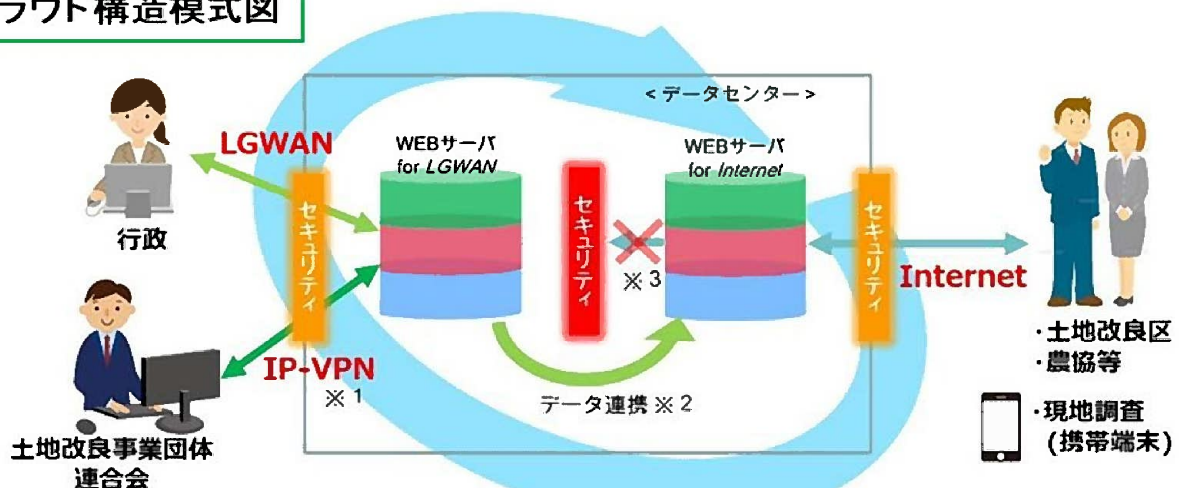 ラウド構造模式図
<データセンター>
LGWAN
WEBサーバ
for LGWAN
WEBサーバ
for Internet
セキュリティ
セキュリティ
セキュリティ
行政
※3
Internet
IP-VPN
※1
データ連携※2
土地改良事業団体
連合会
・土地改良区
・農協等
・現地調査
(携帯端末)